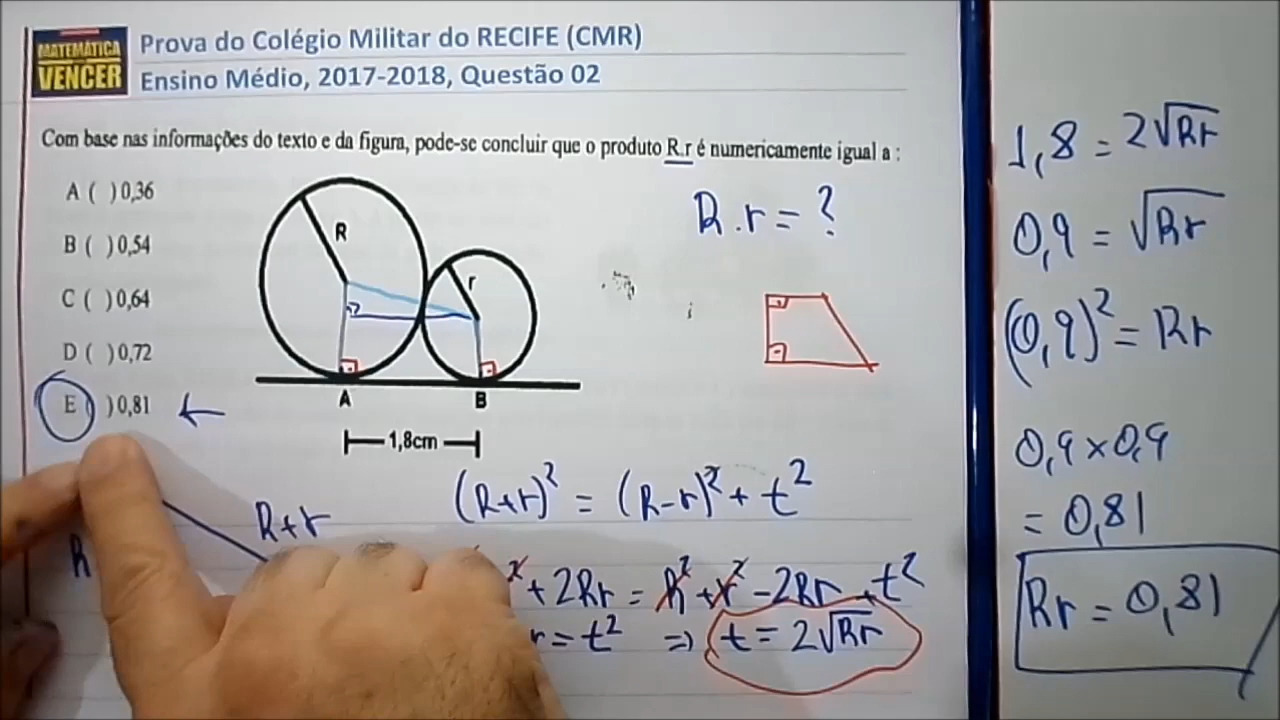 MATEMÁTICA
VENCER
Prova do Colégio Militar do RECIFE (CMR)
Ensino Médio, 2017-2018, Questão 02
Com base nas informações do texto e da figura, pode-se concluir que o produto R.r é numericamente igual a :
A ( ) 0,36
B ( ) 0,54
C ( ) 0,64
D ( ) 0,72
E ( ) 0,81
R
r
A
B
1,8cm
R.r = ?
R+r
R
(R+r)² = (R-r)² + t²
² + 2Rr = R² + r² - 2Rr + t²
r = t² ⇒ t = 2√Rr
1,8 = 2√Rr
0,9 = √Rr
(0,9)² = Rr
0,9 x 0,9
= 0,81
Rr = 0,81